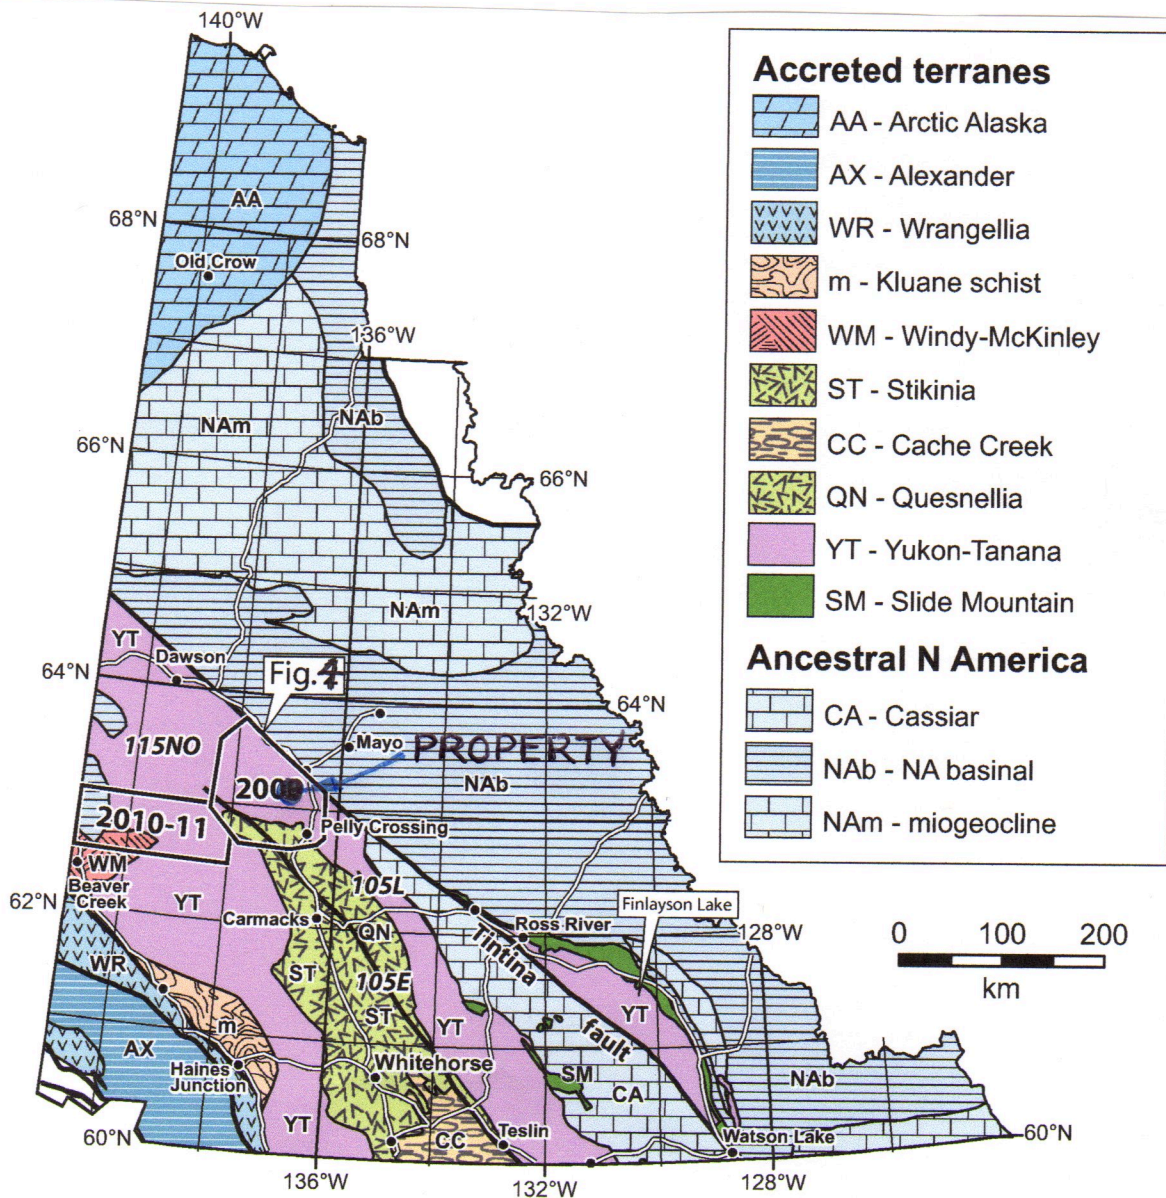 140°W
Accreted terranes
AA - Arctic Alaska
AX - Alexander
WR - Wrangellia
m - Kluane schist
WM - Windy-McKinley
ST - Stikinia
CC - Cache Creek
QN - Quesnellia
YT - Yukon-Tanana
SM - Slide Mountain
Ancestral N America
CA - Cassiar
NAb - NA basinal
NAm - miogeocline
AA
68°N
68°N
Old Crow
136°W
NAm
NAb
66°N
66°N
NAm
132°W
YT
Dawson
64°N
Fig.
64°N
115NO
Mayo
PROPERTY
NAb
2010-11
Pelly Crossing
WM
Beaver
Creek
YT
105L
62°N
Carmacks
QN
Finlayson Lake
Ross River
128°W
Tintina
fault
0 100 200
km
WR
ST
105E
ST
YT
YT
m
AX
Haines
Junction
Whitehorse
SM
CA
NAb
YT
CC
Teslin
Watson Lake
60°N
60°N
136°W
132°W
128°W